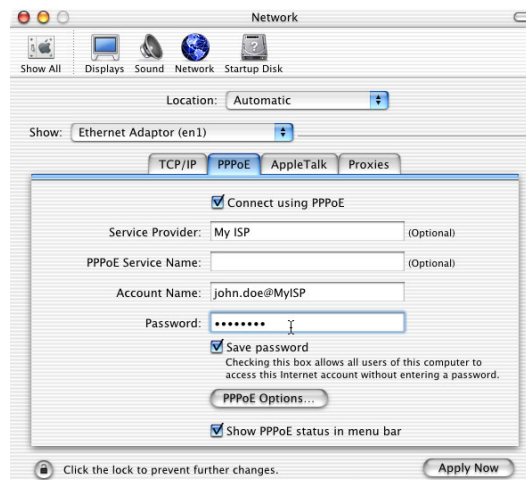 Network
Show All Displays Sound Network Startup Disk
Location: Automatic
Show: Ethernet Adaptor (en1)
TCP/IP PPPoE AppleTalk Proxies
Connect using PPPoE
Service Provider: My ISP (Optional)
PPPoE Service Name: (Optional)
Account Name: john.doe@MyISP
Password: ••••••••
Save password
Checking this box allows all users of this computer to
access this Internet account without entering a password.
PPPoE Options...
Show PPPoE status in menu bar
Click the lock to prevent further changes. Apply Now